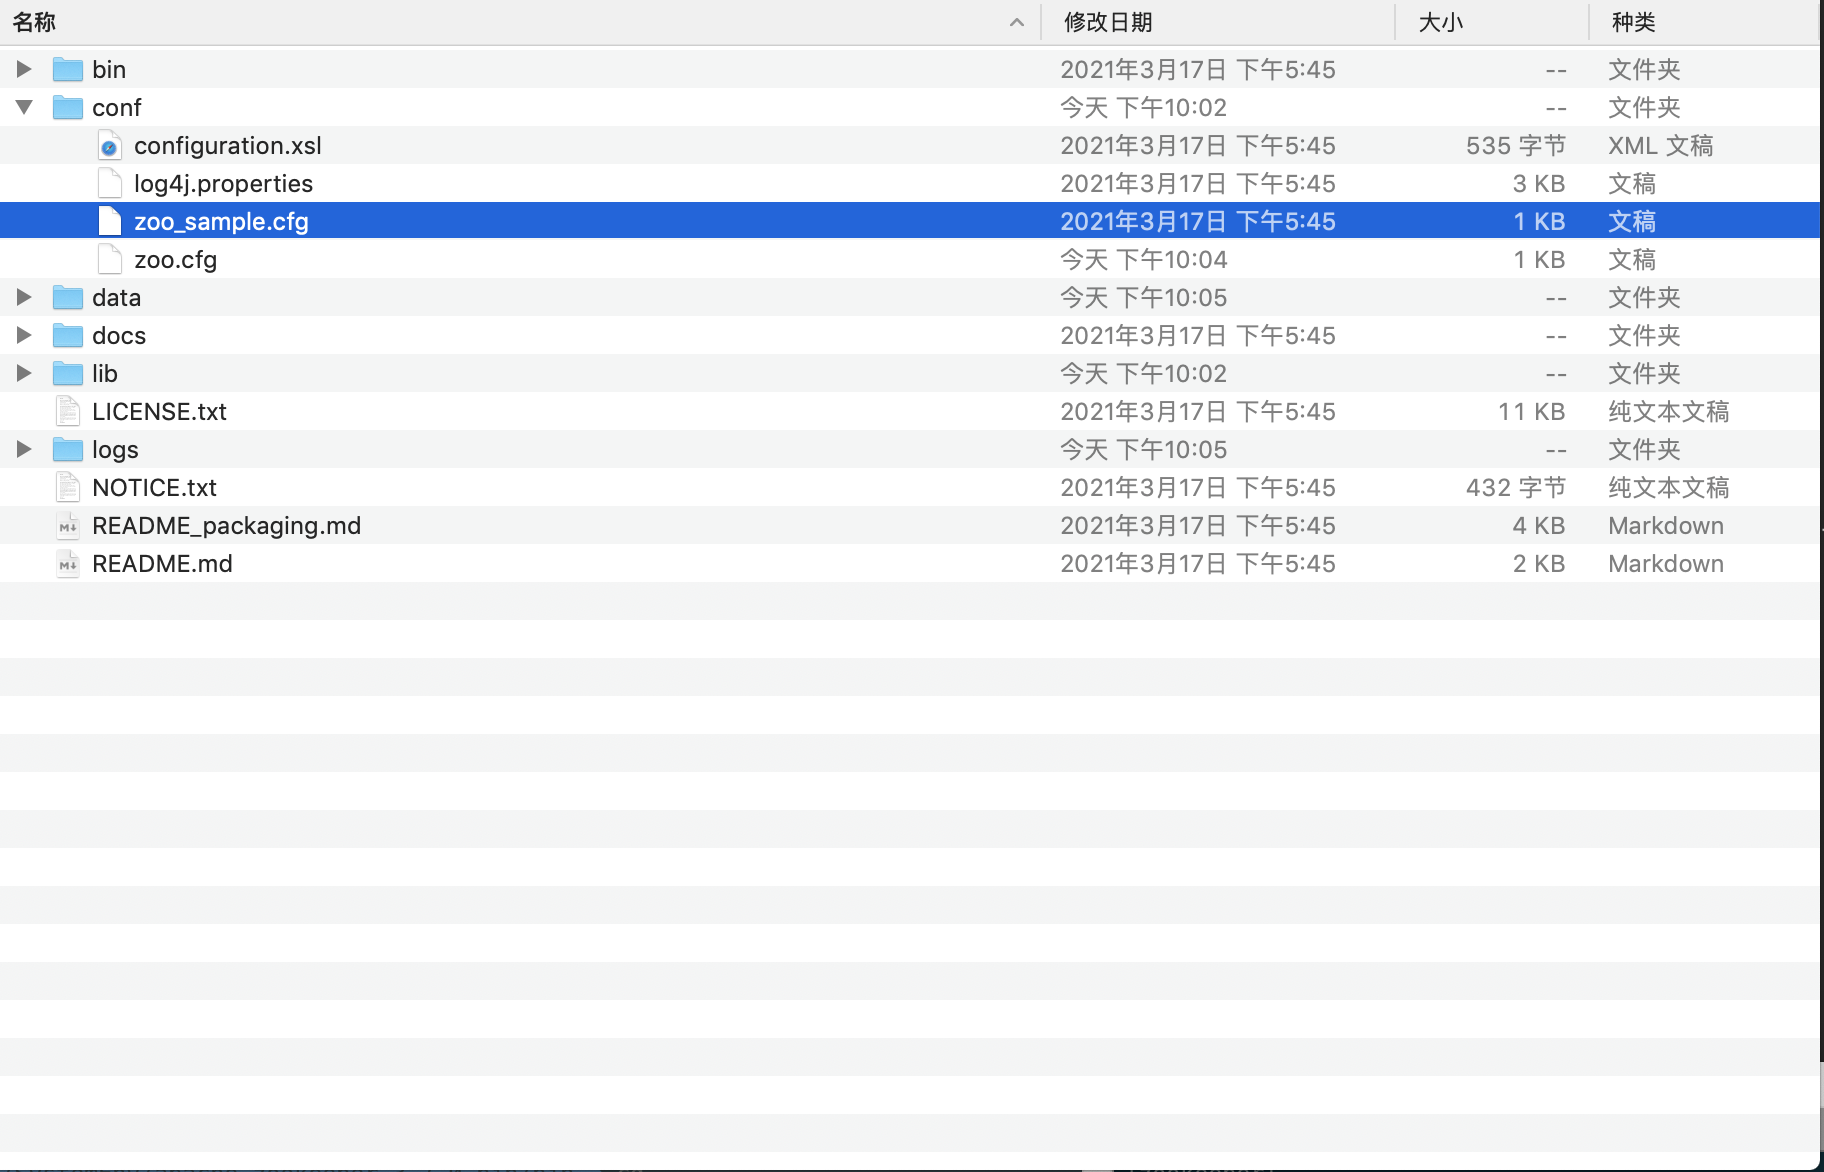 名称 修改日期 大小 种类
bin 2021年3月17日 下午5:45 -- 文件夹
conf 今天 下午10:02 -- 文件夹
configuration.xsl 2021年3月17日 下午5:45 535 字节 XML 文稿
log4j.properties 2021年3月17日 下午5:45 3 KB 文稿
zoo_sample.cfg 2021年3月17日 下午5:45 1 KB 文稿
zoo.cfg 今天 下午10:04 1 KB 文稿
data 今天 下午10:05 -- 文件夹
docs 2021年3月17日 下午5:45 -- 文件夹
lib 今天 下午10:02 -- 文件夹
LICENSE.txt 2021年3月17日 下午5:45 11 KB 纯文本文稿
logs 今天 下午10:05 -- 文件夹
NOTICE.txt 2021年3月17日 下午5:45 432 字节 纯文本文稿
README_packaging.md 2021年3月17日 下午5:45 4 KB Markdown
README.md 2021年3月17日 下午5:45 2 KB Markdown